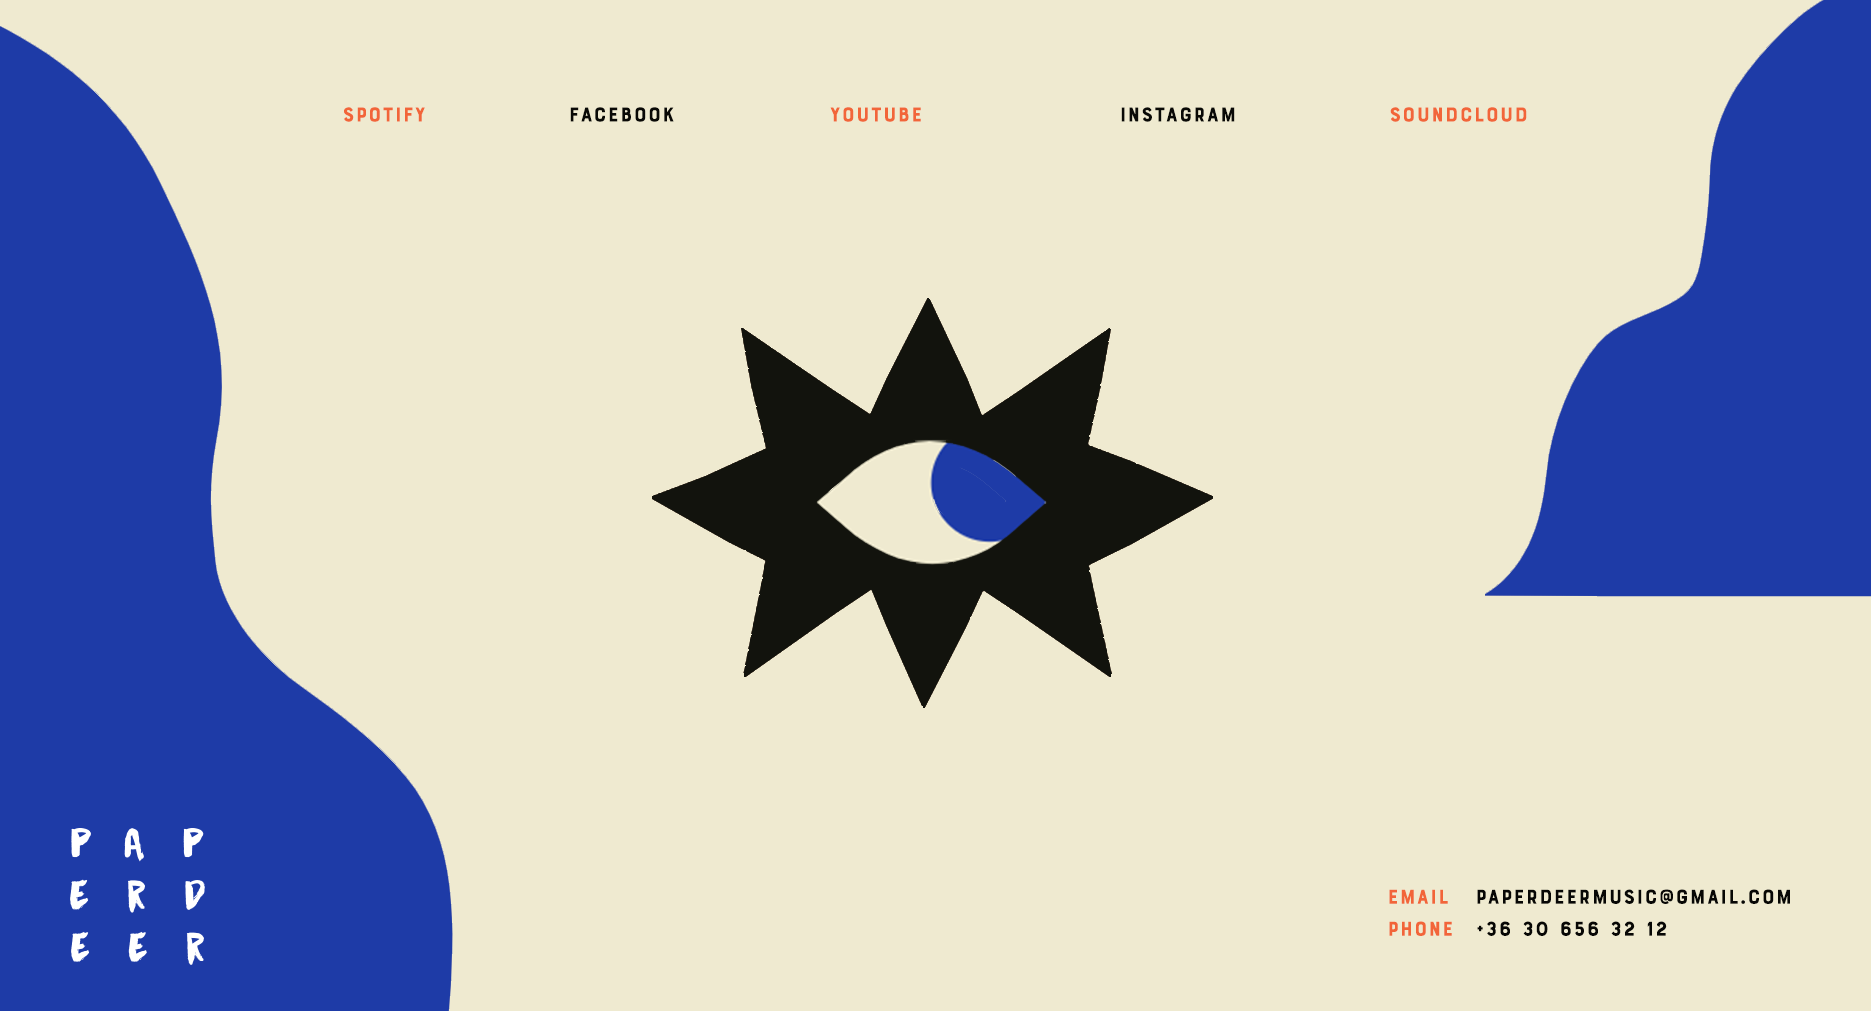 SPOTIFY FACEBOOK YOUTUBE INSTAGRAM SOUNDCLOUD
P A P
E R D
E E R
EMAIL PAPERDEERMUSIC@GMAIL.COM
PHONE +36 30 656 32 12